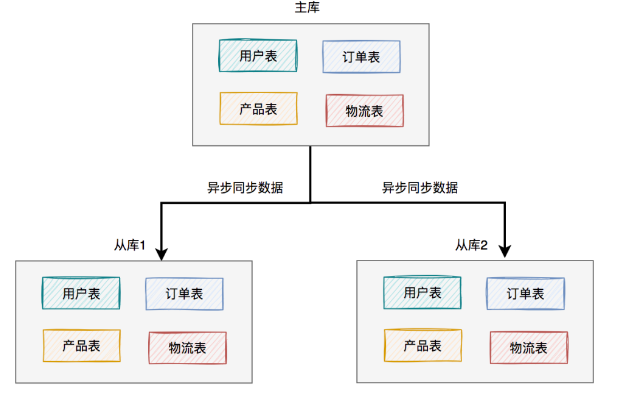 主库
用户表
订单表
产品表
物流表
异步同步数据
异步同步数据
从库1
从库2
用户表
订单表
产品表
物流表
用户表
订单表
产品表
物流表